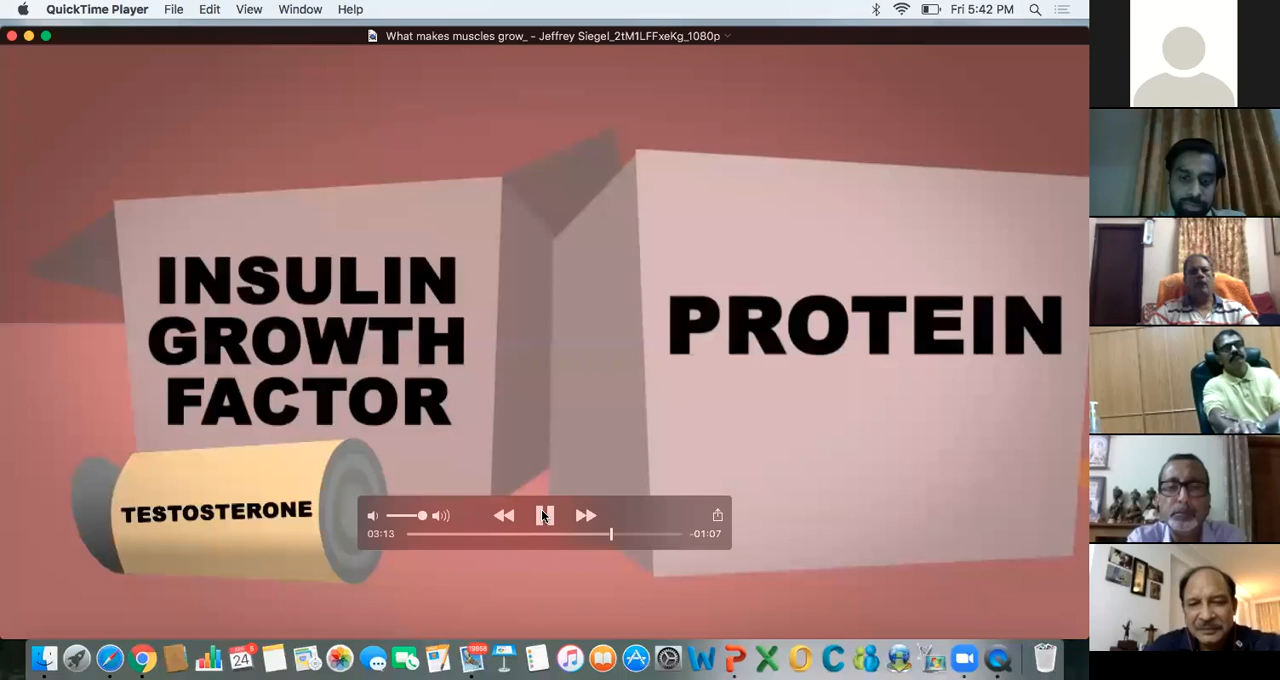 QuickTime Player File Edit View Window Help Fri 5:42 PM
What makes muscles grow_ - Jeffrey Siegel_2tM1LFFxeKg_1080p
INSULIN
GROWTH
FACTOR
PROTEIN
TESTOSTERONE
03:13 -01:07
24